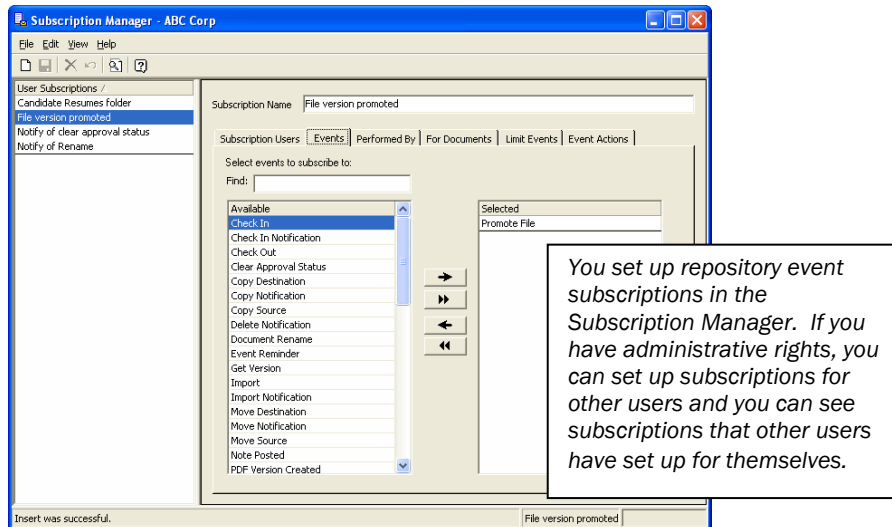 Subscription Manager - ABC Corp
File Edit View Help
User Subscriptions /
Candidate Resumes folder
File version promoted
Notify of clear approval status
Notify of Rename
Subscription Name File version promoted
Subscription Users Events Performed By For Documents Limit Events Event Actions
Select events to subscribe to:
Find:
Available
Check In
Check In Notification
Check Out
Clear Approval Status
Copy Destination
Copy Notification
Copy Source
Delete Notification
Document Rename
Event Reminder
Get Version
Import
Import Notification
Move Destination
Move Notification
Move Source
Note Posted
PDF Version Created
Selected
Promote File
You set up repository event
subscriptions in the
Subscription Manager. If you
have administrative rights, you
can set up subscriptions for
other users and you can see
subscriptions that other users
have set up for themselves.
Insert was successful.
File version promoted